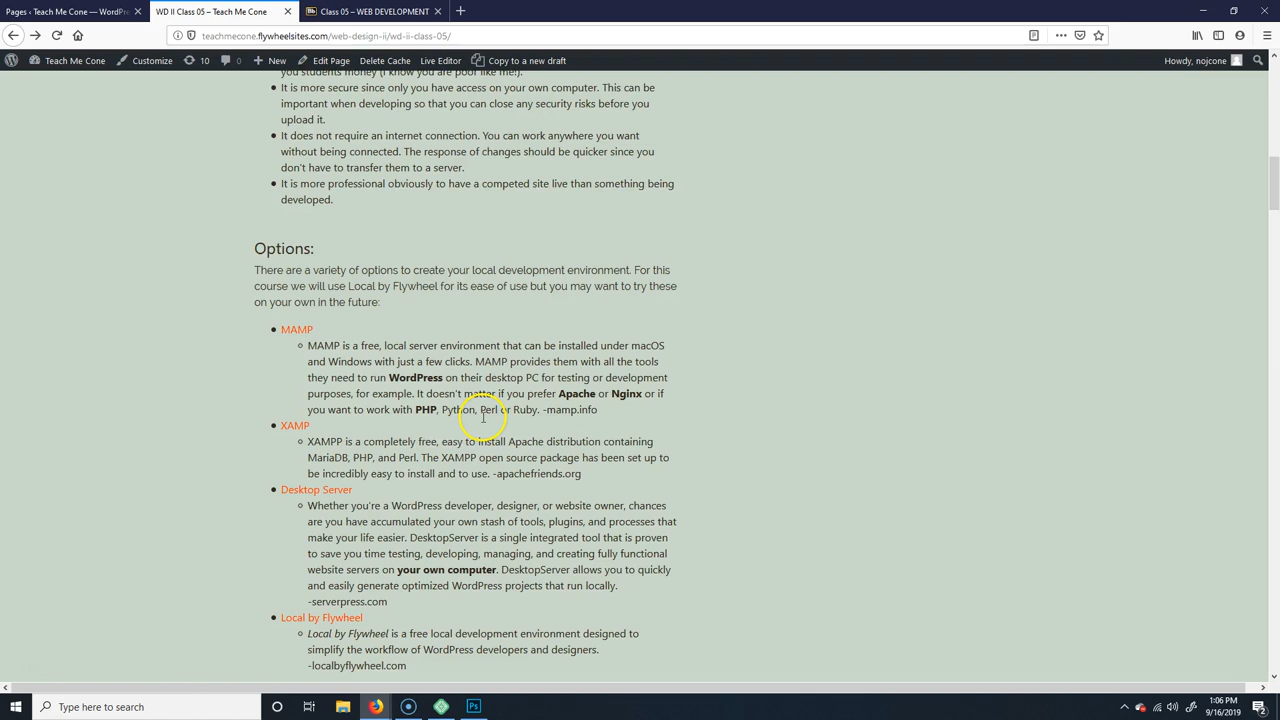 Pages ‹ Teach Me Cone — WordPr
WD II Class 05 – Teach Me Cone
Bb Class 05 – WEB DEVELOPMENT
teachmecone.flywheelsites.com/web-design-ii/wd-ii-class-05/
Teach Me Cone Customize 10 0 New Edit Page Delete Cache Live Editor Copy to a new draft Howdy, nojcone
you students money (I know you are poor like me!).
It is more secure since only you have access on your own computer. This can be
important when developing so that you can close any security risks before you
upload it.
It does not require an internet connection. You can work anywhere you want
without being connected. The response of changes should be quicker since you
don't have to transfer them to a server.
It is more professional obviously to have a competed site live than something being
developed.
Options:
There are a variety of options to create your local development environment. For this
course we will use Local by Flywheel for its ease of use but you may want to try these
on your own in the future:
MAMP
MAMP is a free, local server environment that can be installed under macOS
and Windows with just a few clicks. MAMP provides them with all the tools
they need to run WordPress on their desktop PC for testing or development
purposes, for example. It doesn't matter if you prefer Apache or Nginx or if
you want to work with PHP, Python, Perl or Ruby. -mamp.info
XAMP
XAMPP is a completely free, easy to install Apache distribution containing
MariaDB, PHP, and Perl. The XAMPP open source package has been set up to
be incredibly easy to install and to use. -apachefriends.org
Desktop Server
Whether you're a WordPress developer, designer, or website owner, chances
are you have accumulated your own stash of tools, plugins, and processes that
make your life easier. DesktopServer is a single integrated tool that is proven
to save you time testing, developing, managing, and creating fully functional
website servers on your own computer. DesktopServer allows you to quickly
and easily generate optimized WordPress projects that run locally.
-serverpress.com
Local by Flywheel
Local by Flywheel is a free local development environment designed to
simplify the workflow of WordPress developers and designers.
-localbyflywheel.com
Type here to search
Ps
1:06 PM
9/16/2019
2